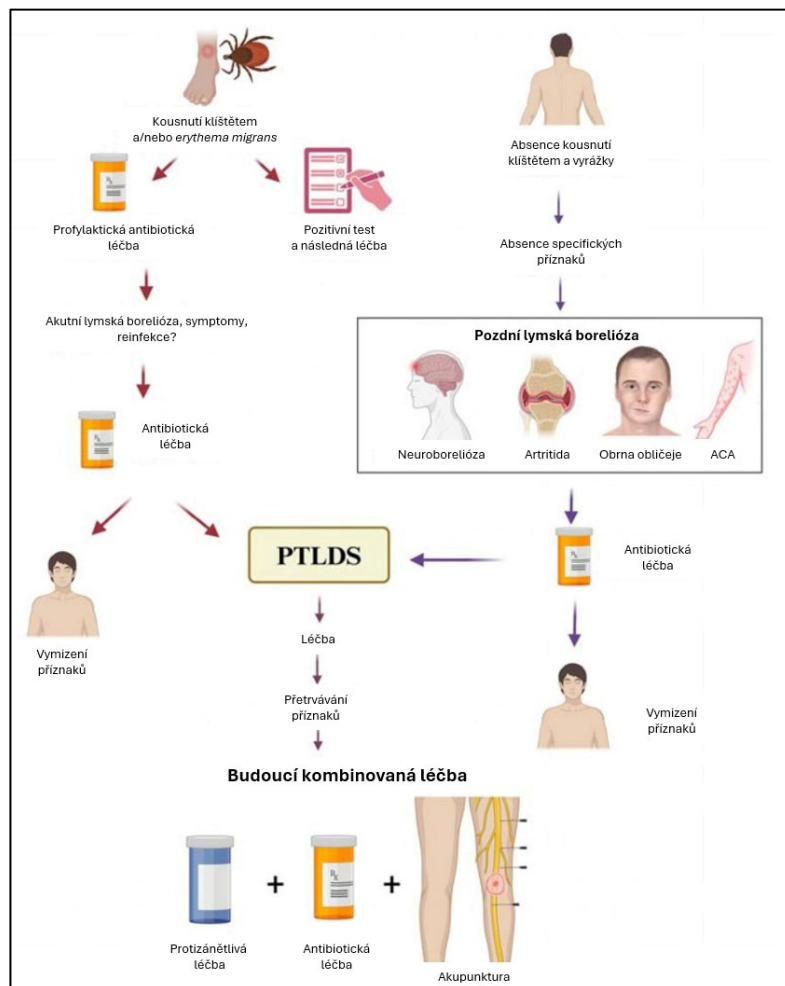 Kousnutí klíštětem
a/nebo erythema migrans
Absence kousnutí
klíštětem a vyrážky
Profylaktická antibiotická
léčba
Pozitivní test
a následná léčba
Absence specifických
příznaků
Akutní lymská borelióza, symptomy,
reinfekce?
Pozdní lymská borelióza
Neuroborelióza
Artritida
Obrna obličeje
ACA
Antibiotická
léčba
PTLDS
Antibiotická
léčba
Vymizení
příznaků
Léčba
Přetrvávání
příznaků
Vymizení
příznaků
Budoucí kombinovaná léčba
+
+
Protizánětlivá
léčba
Antibiotická
léčba
Akupunktura